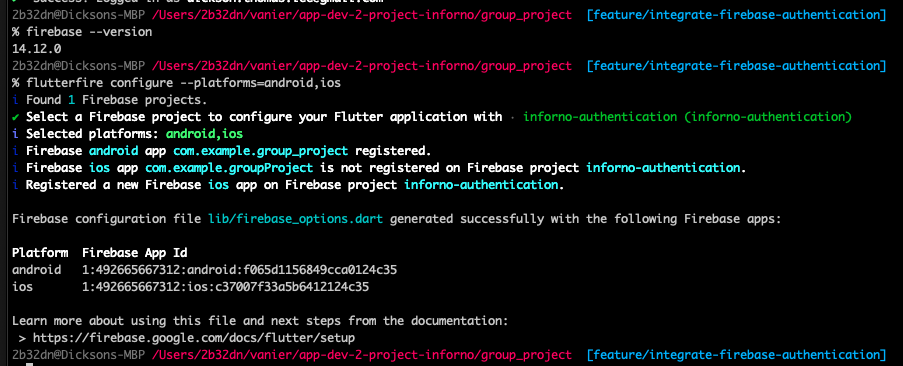 2b32dn@Dicksons-MBP /Users/2b32dn/vanier/app-dev-2-project-inforno/group_project [feature/integrate-firebase-authentication]
% firebase --version
14.12.0
2b32dn@Dicksons-MBP /Users/2b32dn/vanier/app-dev-2-project-inforno/group_project [feature/integrate-firebase-authentication]
% flutterfire configure --platforms=android,ios
i Found 1 Firebase projects.
✔ Select a Firebase project to configure your Flutter application with · inforno-authentication (inforno-authentication)
i Selected platforms: android,ios
i Firebase android app com.example.group_project registered.
i Firebase ios app com.example.groupProject is not registered on Firebase project inforno-authentication.
i Registered a new Firebase ios app on Firebase project inforno-authentication.
Firebase configuration file lib/firebase_options.dart generated successfully with the following Firebase apps:
Platform Firebase App Id
android 1:492665667312:android:f065d1156849cca0124c35
ios 1:492665667312:ios:c37007f33a5b6412124c35
Learn more about using this file and next steps from the documentation:
> https://firebase.google.com/docs/flutter/setup
2b32dn@Dicksons-MBP /Users/2b32dn/vanier/app-dev-2-project-inforno/group_project [feature/integrate-firebase-authentication]